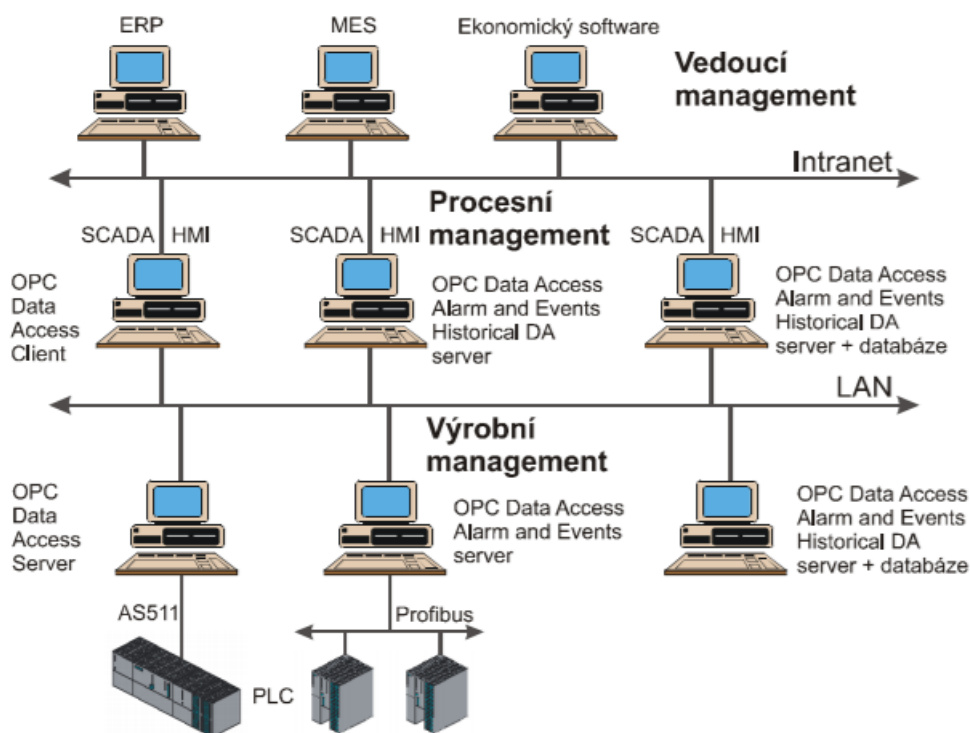 ERP
MES
Ekonomický software
Vedoucí
management
Intranet
Procesní
management
SCADA
HMI
SCADA
HMI
SCADA
HMI
OPC
Data
Access
Client
OPC Data Access
Alarm and Events
Historical DA
server
OPC Data Access
Alarm and Events
Historical DA
server + databáze
LAN
Výrobní
management
OPC
Data
Access
Server
OPC Data Access
Alarm and Events
server
OPC Data Access
Alarm and Events
Historical DA
server + databáze
AS511
Profibus
PLC